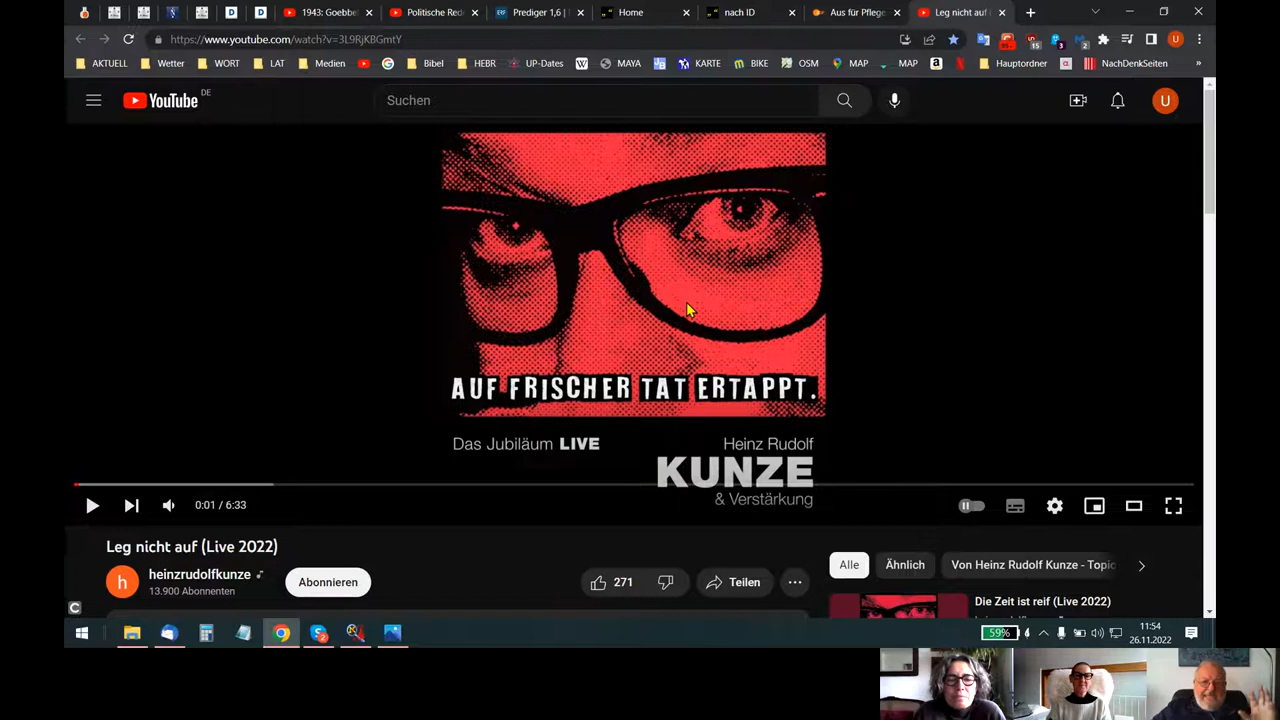 1943: Goebbel
Politische Red
Prediger 1,6 |
Home
nach ID
Aus für Pflege
Leg nicht auf
https://www.youtube.com/watch?v=3L9RjKBGmtY
15
3
2
U
AKTUELL
Wetter
WORT
LAT
Medien
Bibel
HEBR
UP-Dates
MAYA
KARTE
BIKE
OSM
MAP
MAP
Hauptordner
NachDenkSeiten
YouTube DE
Suchen
U
AUF FRISCHER TAT ERTAPPT.
Das Jubiläum LIVE
Heinz Rudolf
KUNZE
& Verstärkung
0:01 / 6:33
Leg nicht auf (Live 2022)
heinzrudolfkunze
13.900 Abonnenten
Abonnieren
271
Teilen
Alle
Ähnlich
Von Heinz Rudolf Kunze - Topic
Die Zeit ist reif (Live 2022)
59%
11:54
26.11.2022